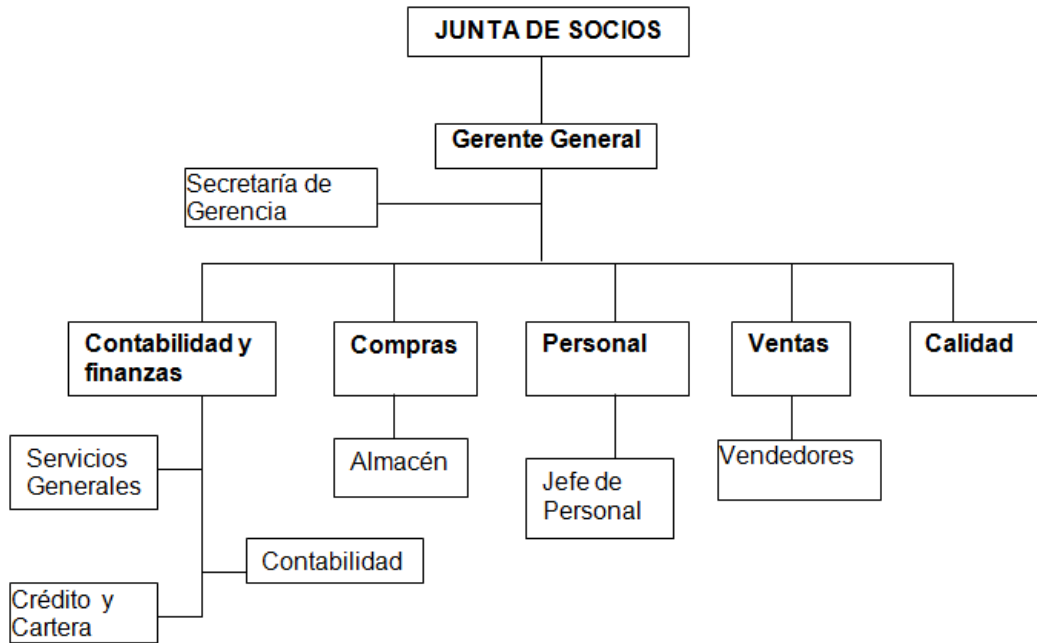 JUNTA DE SOCIOS
Gerente General
Secretaría de
Gerencia
Contabilidad y
finanzas
Compras
Personal
Ventas
Calidad
Servicios
Generales
Almacén
Jefe de
Personal
Vendedores
Contabilidad
Crédito y
Cartera